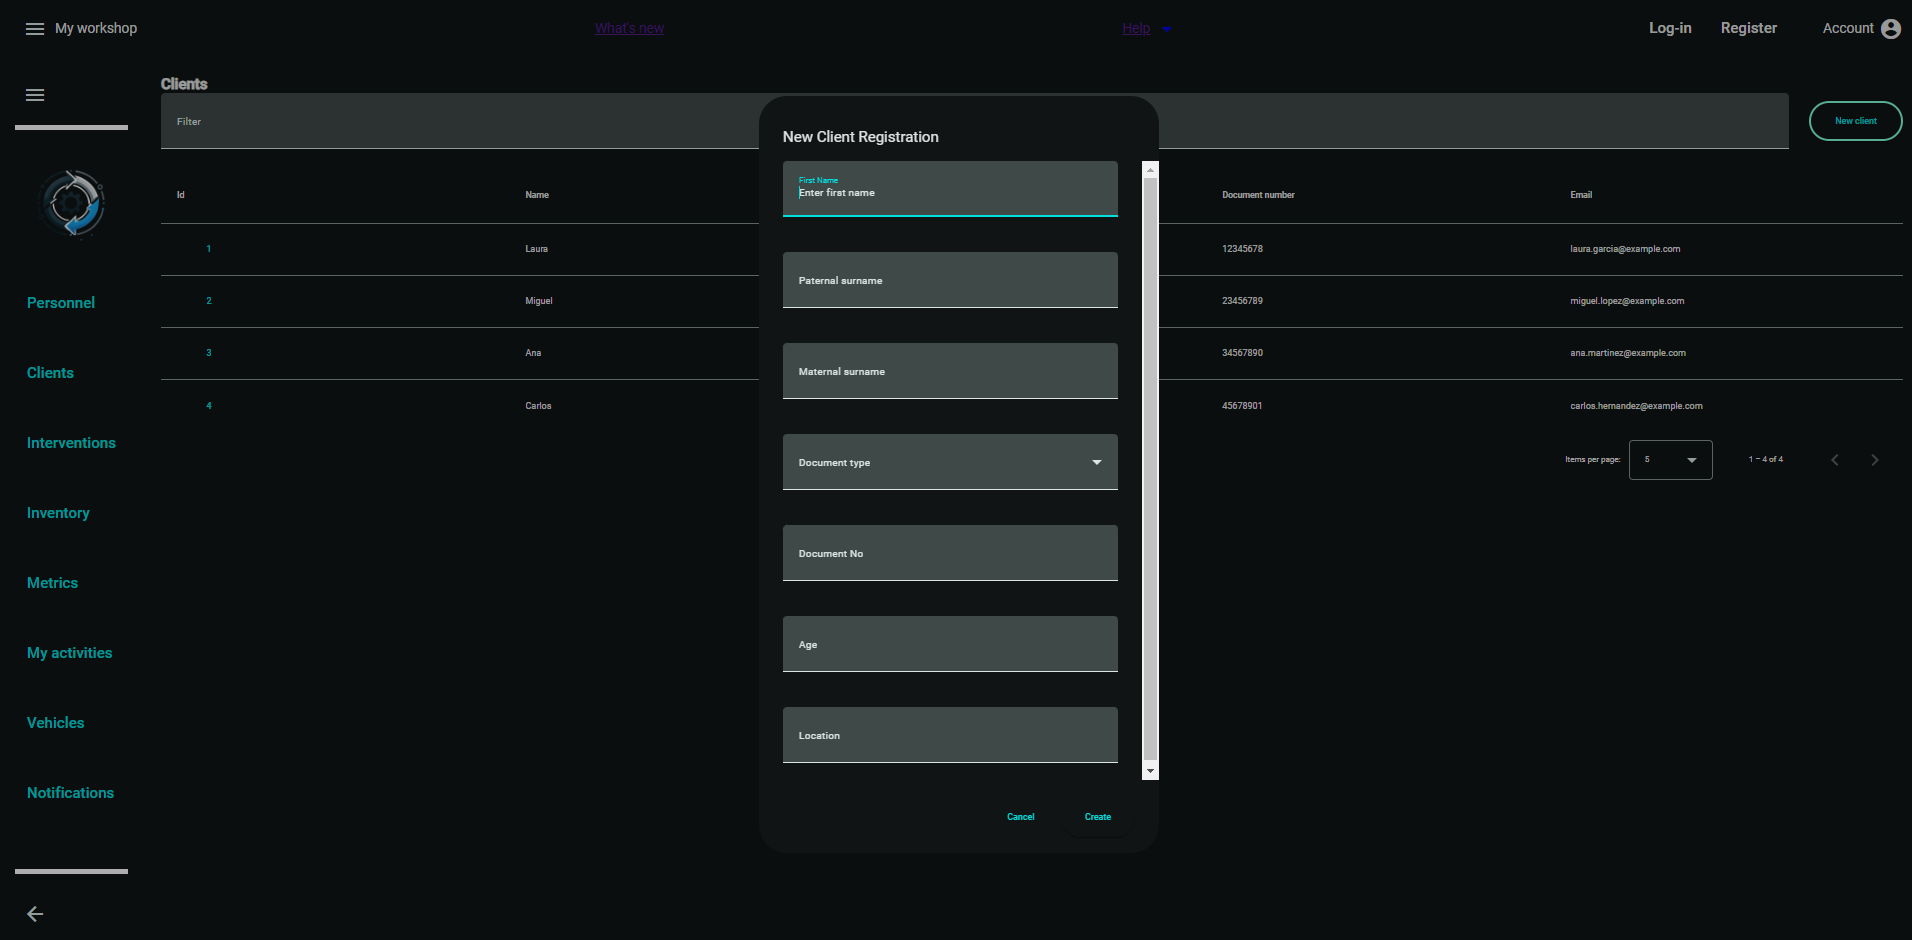 My workshop
What's new
Help
Log-in
Register
Account
Clients
Filter
New client
Id
Name
Document number
Email
1
Laura
12345678
laura.garcia@example.com
2
Miguel
23456789
miguel.lopez@example.com
3
Ana
34567890
ana.martinez@example.com
4
Carlos
45678901
carlos.hernandez@example.com
Items per page:
5
1 – 4 of 4
Personnel
Clients
Interventions
Inventory
Metrics
My activities
Vehicles
Notifications
New Client Registration
First Name
Enter first name
Paternal surname
Maternal surname
Document type
Document No
Age
Location
Cancel
Create